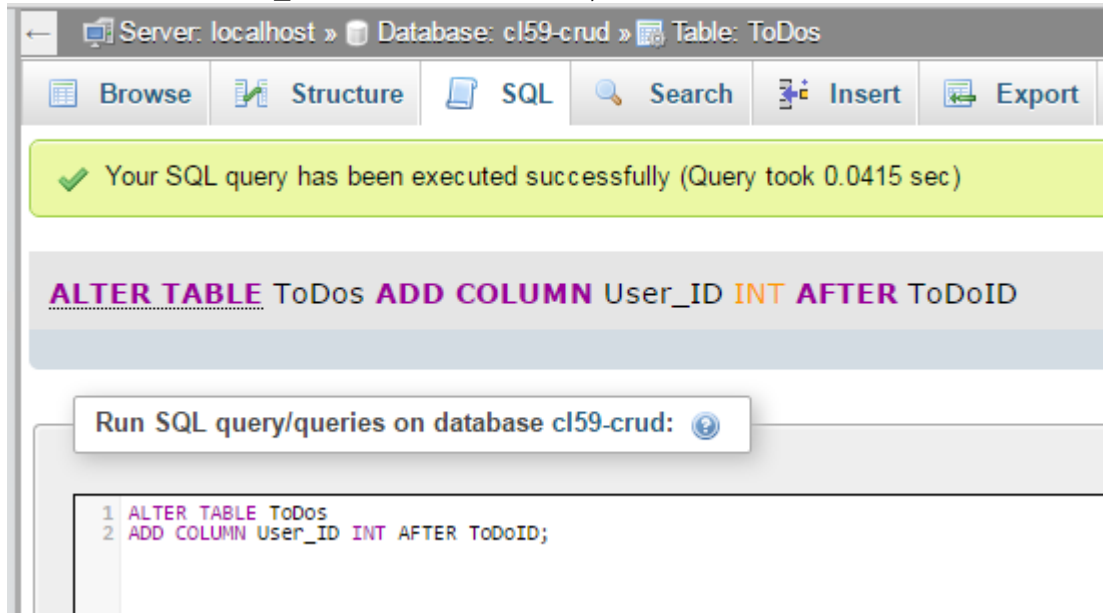 ← Server: localhost » Database: cl59-crud » Table: ToDos
Browse Structure SQL Search Insert Export
Your SQL query has been executed successfully (Query took 0.0415 sec)
ALTER TABLE ToDos ADD COLUMN User_ID INT AFTER ToDoID
Run SQL query/queries on database cl59-crud:
1 ALTER TABLE ToDos
2 ADD COLUMN User_ID INT AFTER ToDoID;